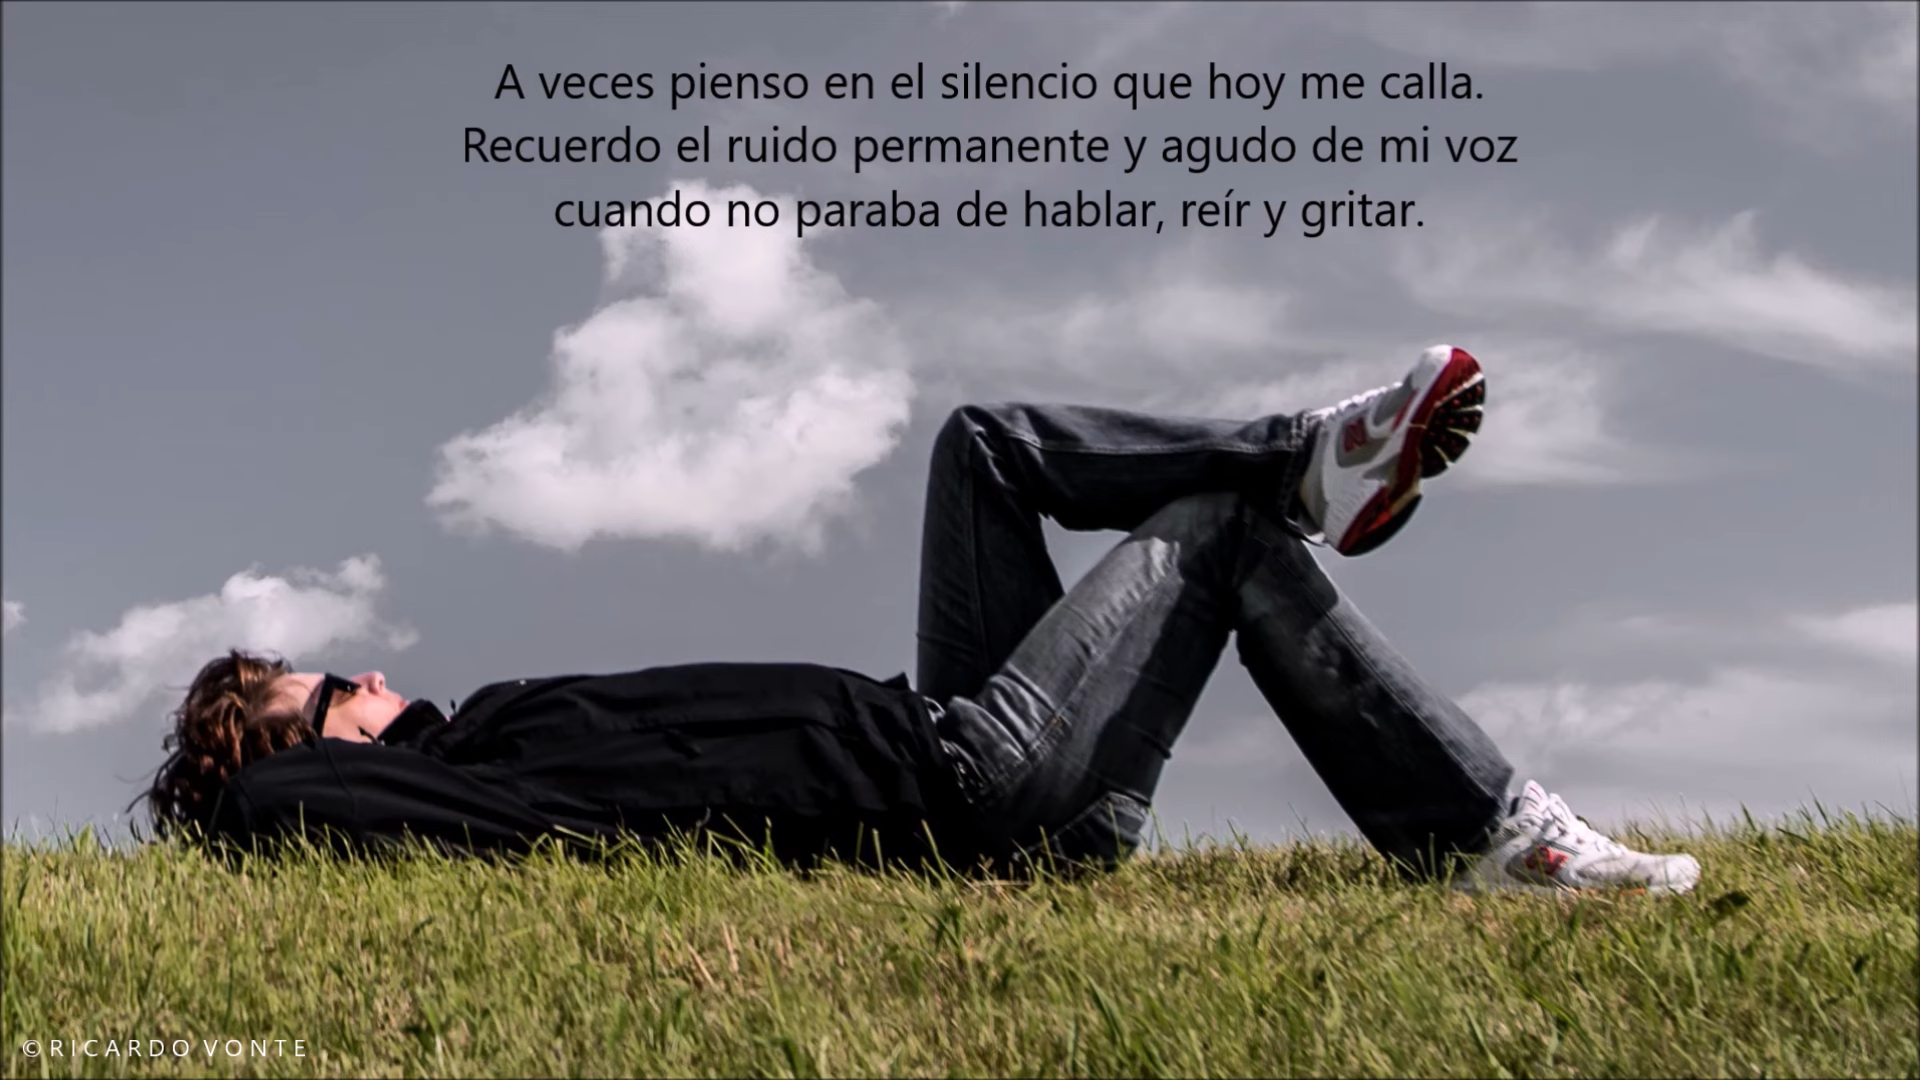 A veces pienso en el silencio que hoy me calla.
Recuerdo el ruido permanente y agudo de mi voz
cuando no paraba de hablar, reír y gritar.
©RICARDO VONTE